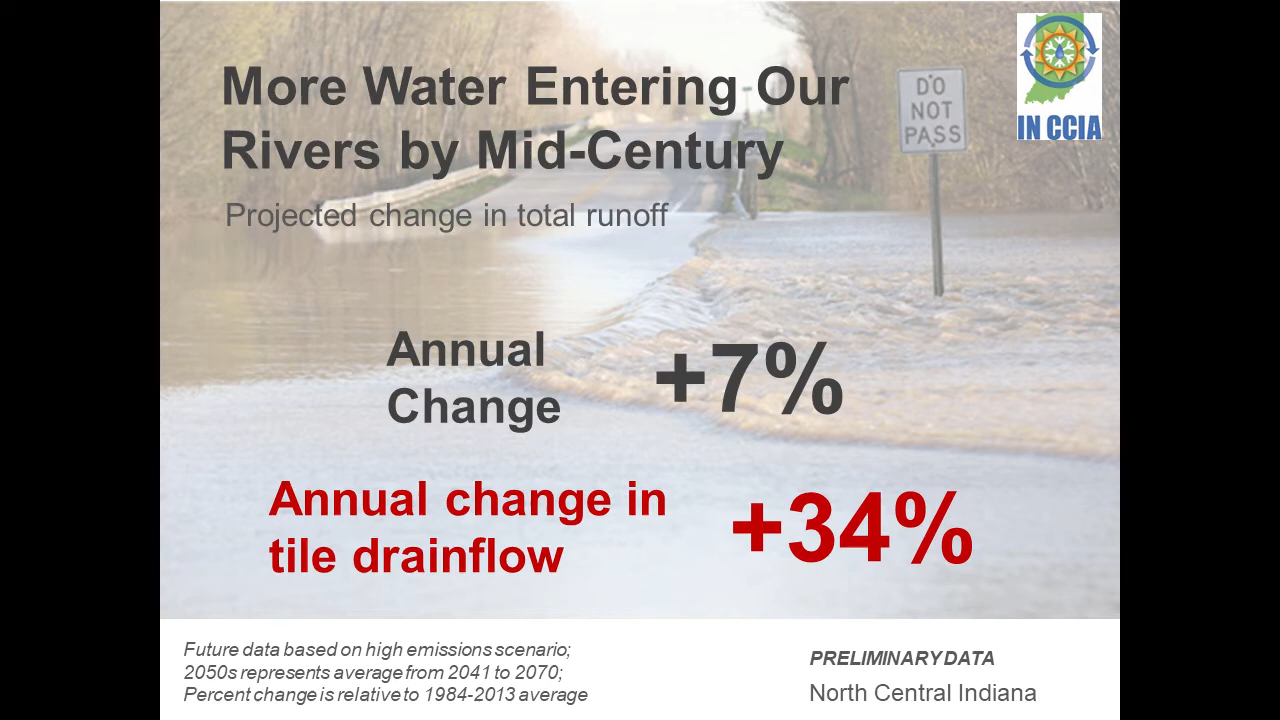 More Water Entering Our
Rivers by Mid-Century
Projected change in total runoff
DO
NOT
PASS
IN CCIA
Annual
Change
+7%
Annual change in
tile drainflow
+34%
Future data based on high emissions scenario;
2050s represents average from 2041 to 2070;
Percent change is relative to 1984-2013 average
PRELIMINARY DATA
North Central Indiana